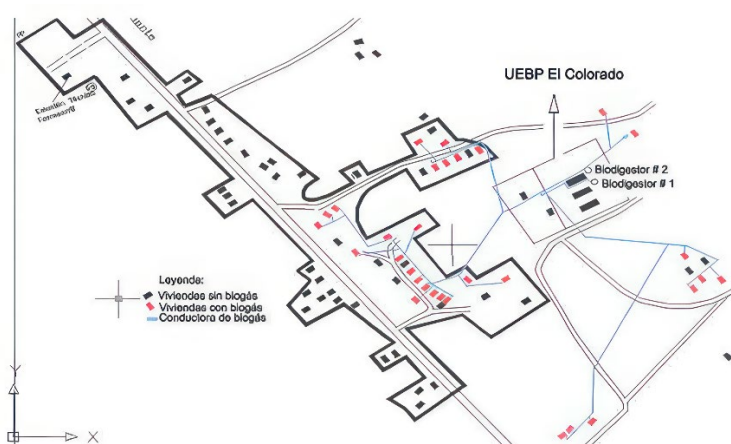 UEBP El Colorado
Biodigestor # 2
Biodigestor # 1
Leyenda:
Viviendas sin biogás
Viviendas con biogás
Conductora de biogás
Y
X